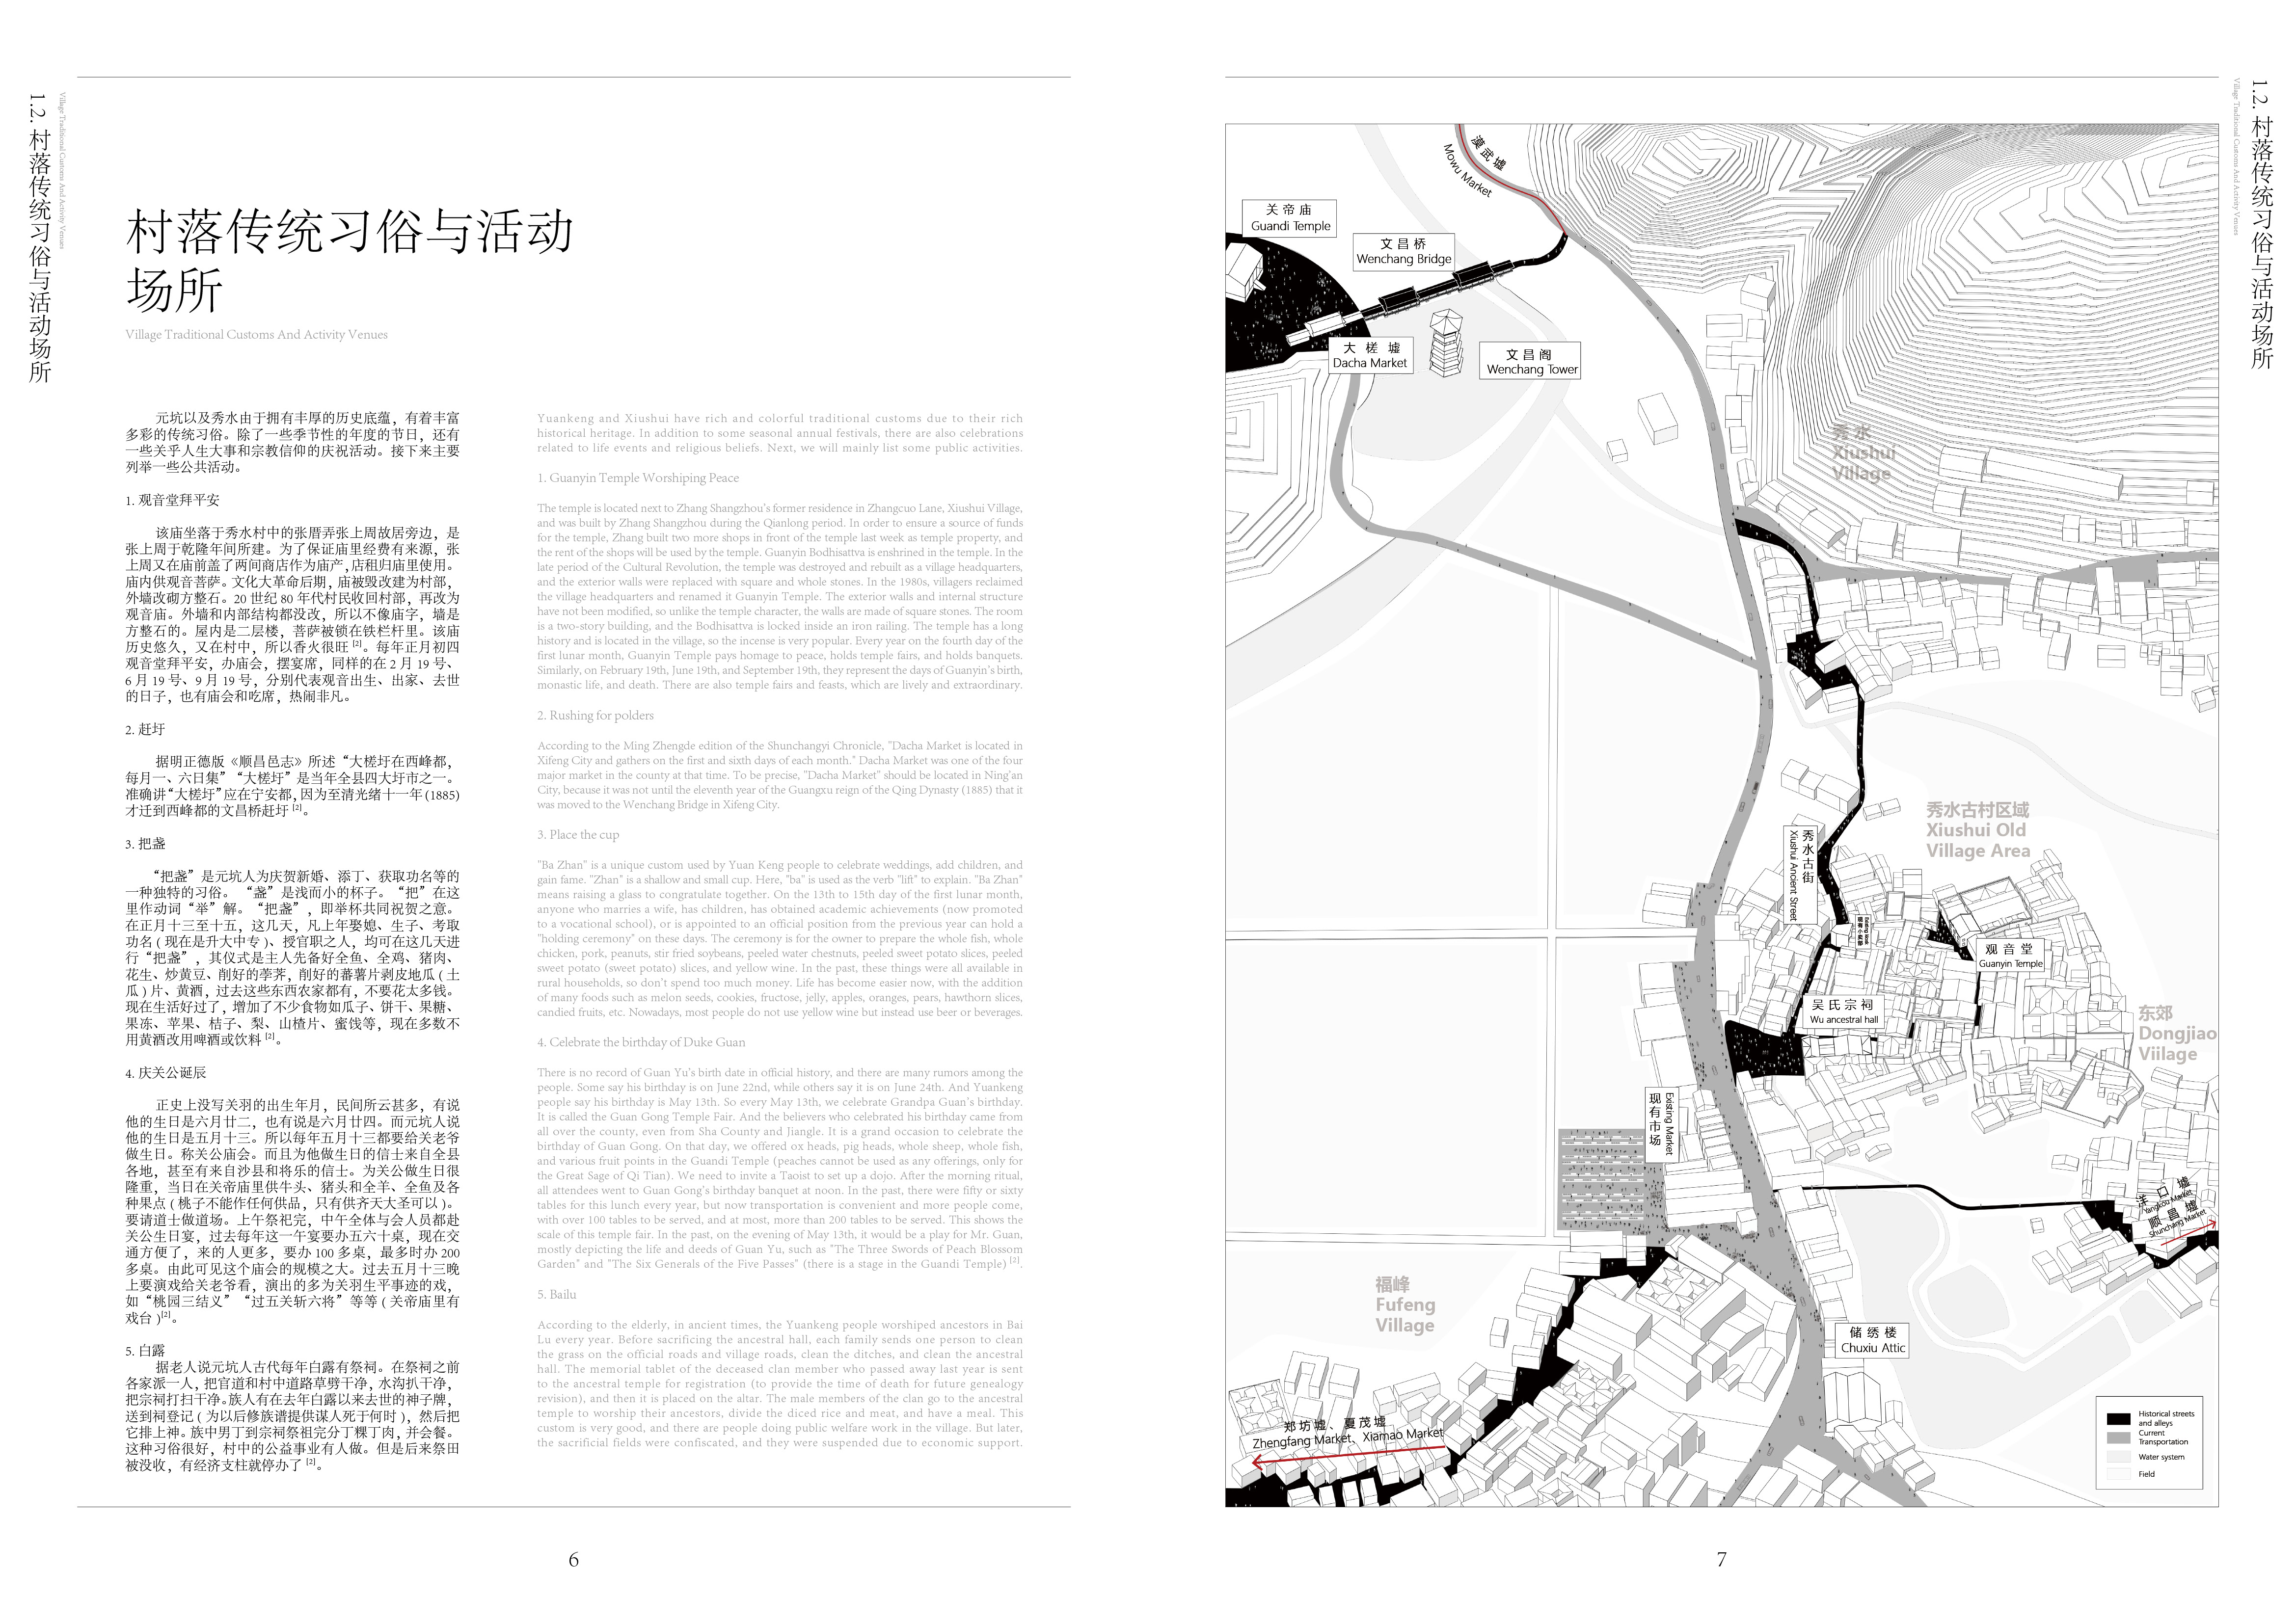 1.2. 村落传统习俗与活动场所
Village Traditional Customs And Activity Venues
村落传统习俗与活动
场所
Village Traditional Customs And Activity Venues
元坑以及秀水由于拥有丰厚的历史底蕴，有着丰富
多彩的传统习俗。除了一些季节性的年度的节日，还有
一些关乎人生大事和宗教信仰的庆祝活动。接下来主要
列举一些公共活动。
1. 观音堂拜平安
该庙坐落于秀水村中的张厝弄张上周故居旁边，是
张上周于乾隆年间所建。为了保证庙里经费有来源，张
上周又在庙前盖了两间商店作为庙产，店租归庙里使用。
庙内供观音菩萨。文化大革命后期，庙被毁改建为村部，
外墙改砌方整石。20 世纪 80 年代村民收回村部，再改为
观音庙。外墙和内部结构都没改，所以不像庙字，墙是
方整石的。屋内是二层楼，菩萨被锁在铁栏杆里。该庙
历史悠久，又在村中，所以香火很旺 [2]。每年正月初四
观音堂拜平安，办庙会，摆宴席，同样的在 2 月 19 号、
6 月 19 号、9 月 19 号，分别代表观音出生、出家、去世
的日子，也有庙会和吃席，热闹非凡。
2. 赶圩
据明正德版《顺昌邑志》所述“大槎圩在西峰都，
每月一、六日集”“大槎圩”是当年全县四大圩市之一。
准确讲“大槎圩”应在宁安都，因为至清光绪十一年 (1885)
才迁到西峰都的文昌桥赶圩 [2]。
3. 把盏
“把盏”是元坑人为庆贺新婚、添丁、获取功名等的
一种独特的习俗。 “盏”是浅而小的杯子。“把”在这
里作动词“举”解。“把盏”，即举杯共同祝贺之意。
在正月十三至十五，这几天，凡上年娶媳、生子、考取
功名 ( 现在是升大中专 )、授官职之人，均可在这几天进
行“把盏”，其仪式是主人先备好全鱼、全鸡、猪肉、
花生、炒黄豆、削好的荸荠，削好的蕃薯片剥皮地瓜 ( 土
瓜 ) 片、黄酒，过去这些东西农家都有，不要花太多钱。
现在生活好过了，增加了不少食物如瓜子、饼干、果糖、
果冻、苹果、桔子、梨、山楂片、蜜饯等，现在多数不
用黄酒改用啤酒或饮料 [2]。
4. 庆关公诞辰
正史上没写关羽的出生年月，民间所云甚多，有说
他的生日是六月廿二，也有说是六月廿四。而元坑人说
他的生日是五月十三。所以每年五月十三都要给关老爷
做生日。称关公庙会。而且为他做生日的信士来自全县
各地，甚至有来自沙县和将乐的信士。为关公做生日很
隆重，当日在关帝庙里供牛头、猪头和全羊、全鱼及各
种果点 ( 桃子不能作任何供品，只有供齐天大圣可以 )。
要请道士做道场。上午祭祀完，中午全体与会人员都赴
关公生日宴，过去每年这一午宴要办五六十桌，现在交
通方便了，来的人更多，要办 100 多桌，最多时办 200
多桌。由此可见这个庙会的规模之大。过去五月十三晚
上要演戏给关老爷看，演出的多为关羽生平事迹的戏，
如“桃园三结义”“过五关斩六将”等等 ( 关帝庙里有
戏台 )[2]。
5. 白露
据老人说元坑人古代每年白露有祭祠。在祭祠之前
各家派一人，把官道和村中道路草劈干净，水沟扒干净，
把宗祠打扫干净。族人有在去年白露以来去世的神子牌，
送到祠登记 ( 为以后修族谱提供谋人死于何时 )，然后把
它排上神。族中男丁到宗祠祭祖完分丁粿丁肉，并会餐。
这种习俗很好，村中的公益事业有人做。但是后来祭田
被没收，有经济支柱就停办了 [2]。
Yuankeng and Xiushui have rich and colorful traditional customs due to their rich
historical heritage. In addition to some seasonal annual festivals, there are also celebrations
related to life events and religious beliefs. Next, we will mainly list some public activities.
1. Guanyin Temple Worshiping Peace
The temple is located next to Zhang Shangzhou's former residence in Zhangcuo Lane, Xiushui Village,
and was built by Zhang Shangzhou during the Qianlong period. In order to ensure a source of funds
for the temple, Zhang built two more shops in front of the temple last week as temple property, and
the rent of the shops will be used by the temple. Guanyin Bodhisattva is enshrined in the temple. In the
late period of the Cultural Revolution, the temple was destroyed and rebuilt as a village headquarters,
and the exterior walls were replaced with square and whole stones. In the 1980s, villagers reclaimed
the village headquarters and renamed it Guanyin Temple. The exterior walls and internal structure
have not been modified, so unlike the temple character, the walls are made of square stones. The room
is a two-story building, and the Bodhisattva is locked inside an iron railing. The temple has a long
history and is located in the village, so the incense is very popular. Every year on the fourth day of the
first lunar month, Guanyin Temple pays homage to peace, holds temple fairs, and holds banquets.
Similarly, on February 19th, June 19th, and September 19th, they represent the days of Guanyin's birth,
monastic life, and death. There are also temple fairs and feasts, which are lively and extraordinary.
2. Rushing for polders
According to the Ming Zhengde edition of the Shunchangyi Chronicle, "Dacha Market is located in
Xifeng City and gathers on the first and sixth days of each month." Dacha Market was one of the four
major market in the county at that time. To be precise, "Dacha Market" should be located in Ning'an
City, because it was not until the eleventh year of the Guangxu reign of the Qing Dynasty (1885) that it
was moved to the Wenchang Bridge in Xifeng City.
3. Place the cup
"Ba Zhan" is a unique custom used by Yuan Keng people to celebrate weddings, add children, and
gain fame. "Zhan" is a shallow and small cup. Here, "ba" is used as the verb "lift" to explain. "Ba Zhan"
means raising a glass to congratulate together. On the 13th to 15th day of the first lunar month,
anyone who marries a wife, has children, has obtained academic achievements (now promoted
to a vocational school), or is appointed to an official position from the previous year can hold a
"holding ceremony" on these days. The ceremony is for the owner to prepare the whole fish, whole
chicken, pork, peanuts, stir fried soybeans, peeled water chestnuts, peeled sweet potato slices, peeled
sweet potato (sweet potato) slices, and yellow wine. In the past, these things were all available in
rural households, so don't spend too much money. Life has become easier now, with the addition
of many foods such as melon seeds, cookies, fructose, jelly, apples, oranges, pears, hawthorn slices,
candied fruits, etc. Nowadays, most people do not use yellow wine but instead use beer or beverages.
4. Celebrate the birthday of Duke Guan
There is no record of Guan Yu's birth date in official history, and there are many rumors among the
people. Some say his birthday is on June 22nd, while others say it is on June 24th. And Yuankeng
people say his birthday is May 13th. So every May 13th, we celebrate Grandpa Guan's birthday.
It is called the Guan Gong Temple Fair. And the believers who celebrated his birthday came from
all over the county, even from Sha County and Jiangle. It is a grand occasion to celebrate the
birthday of Guan Gong. On that day, we offered ox heads, pig heads, whole sheep, whole fish,
and various fruit points in the Guandi Temple (peaches cannot be used as any offerings, only for
the Great Sage of Qi Tian). We need to invite a Taoist to set up a dojo. After the morning ritual,
all attendees went to Guan Gong's birthday banquet at noon. In the past, there were fifty or sixty
tables for this lunch every year, but now transportation is convenient and more people come,
with over 100 tables to be served, and at most, more than 200 tables to be served. This shows the
scale of this temple fair. In the past, on the evening of May 13th, it would be a play for Mr. Guan,
mostly depicting the life and deeds of Guan Yu, such as "The Three Swords of Peach Blossom
Garden" and "The Six Generals of the Five Passes" (there is a stage in the Guandi Temple) [2].
5. Bailu
According to the elderly, in ancient times, the Yuankeng people worshiped ancestors in Bai
Lu every year. Before sacrificing the ancestral hall, each family sends one person to clean
the grass on the official roads and village roads, clean the ditches, and clean the ancestral
hall. The memorial tablet of the deceased clan member who passed away last year is sent
to the ancestral temple for registration (to provide the time of death for future genealogy
revision), and then it is placed on the altar. The male members of the clan go to the ancestral
temple to worship their ancestors, divide the diced rice and meat, and have a meal. This
custom is very good, and there are people doing public welfare work in the village. But later,
the sacrificial fields were confiscated, and they were suspended due to economic support.
6
漠武墟
Mowu Market
关帝庙
Guandi Temple
文昌桥
Wenchang Bridge
大槎墟
Dacha Market
文昌阁
Wenchang Tower
秀水
Xiushui
Village
秀水古村区域
Xiushui Old
Village Area
秀水古街
Xiushui Ancient Street
观音堂
Guanyin Temple
吴氏宗祠
Wu ancestral hall
东郊
Dongjiao
Viilage
现有市场
Existing Market
洋口墟
Yangkou Market
顺昌墟
Shunchang Market
福峰
Fufeng
Village
储绣楼
Chuxiu Attic
郑坊墟、夏茂墟
Zhengfang Market、Xiamao Market
Historical streets
and alleys
Current
Transportation
Water system
Field
7
1.2. 村落传统习俗与活动场所
Village Traditional Customs And Activity Venues